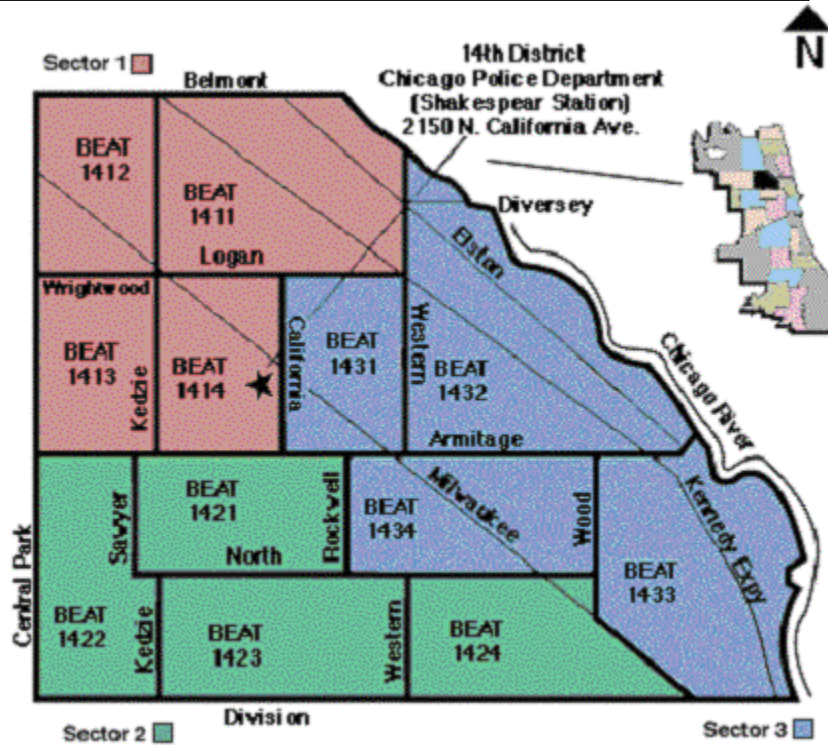 N
Sector 1
Belmont
14th District
Chicago Police Department
(Shakespear Station)
2150 N. California Ave.
BEAT
1412
BEAT
1411
Logan
Diversey
Elston
Wrightwood
BEAT
1413
Kedzie
BEAT
1414
California
BEAT
1431
Western
BEAT
1432
Armitage
Chicago River
Central Park
Sawyer
BEAT
1421
North
Rockwell
BEAT
1434
Milwaukee
Wood
Kennedy Expy
BEAT
1433
BEAT
1422
Kedzie
BEAT
1423
Western
BEAT
1424
Division
Sector 2
Sector 3